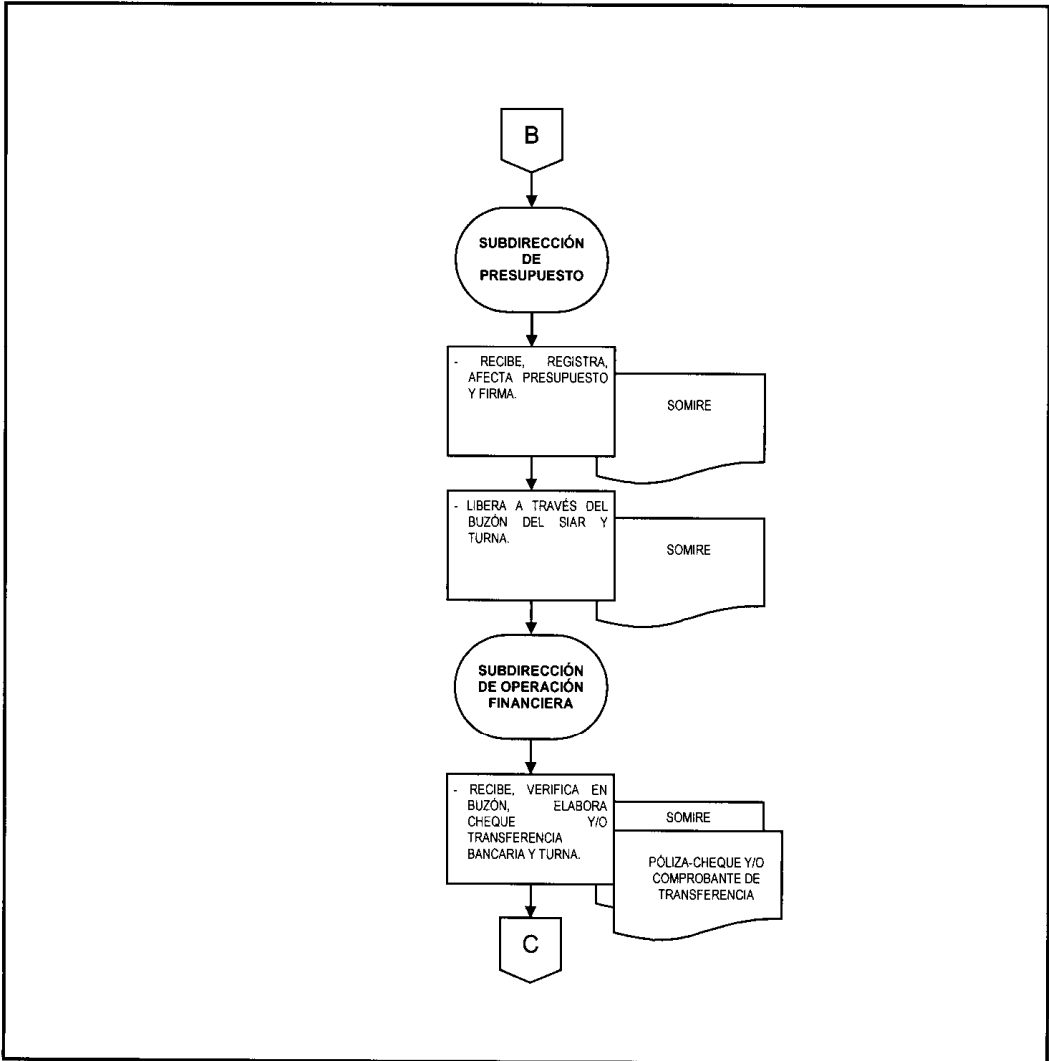 B
SUBDIRECCIÓN
DE
PRESUPUESTO
- RECIBE, REGISTRA,
AFECTA PRESUPUESTO
Y FIRMA.
SOMIRE
- LIBERA A TRAVÉS DEL
BUZÓN DEL SIAR Y
TURNA.
SOMIRE
SUBDIRECCIÓN
DE OPERACIÓN
FINANCIERA
- RECIBE, VERIFICA EN
BUZÓN, ELABORA
CHEQUE Y/O
TRANSFERENCIA
BANCARIA Y TURNA.
SOMIRE
PÓLIZA-CHEQUE Y/O
COMPROBANTE DE
TRANSFERENCIA
C